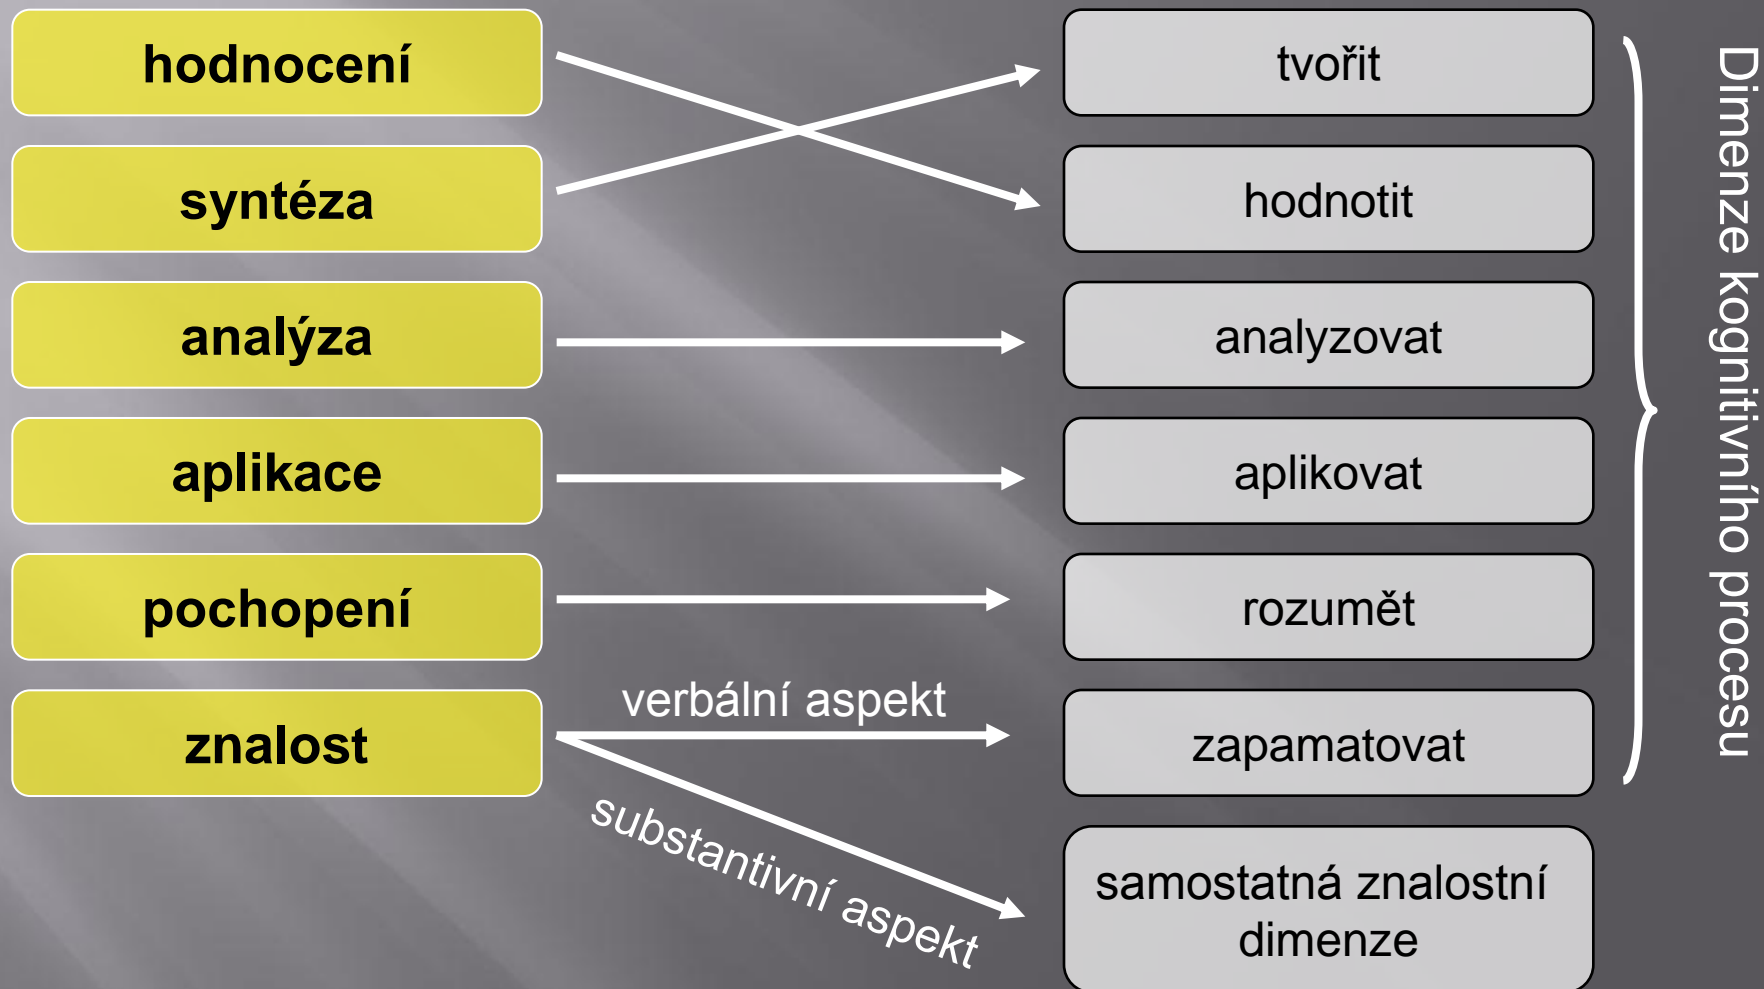 hodnocení
syntéza
analýza
aplikace
pochopení
znalost
verbální aspekt
substantivní aspekt
tvořit
hodnotit
analyzovat
aplikovat
rozumět
zapamatovat
samostatná znalostní
dimenze
Dimenze kognitivního procesu